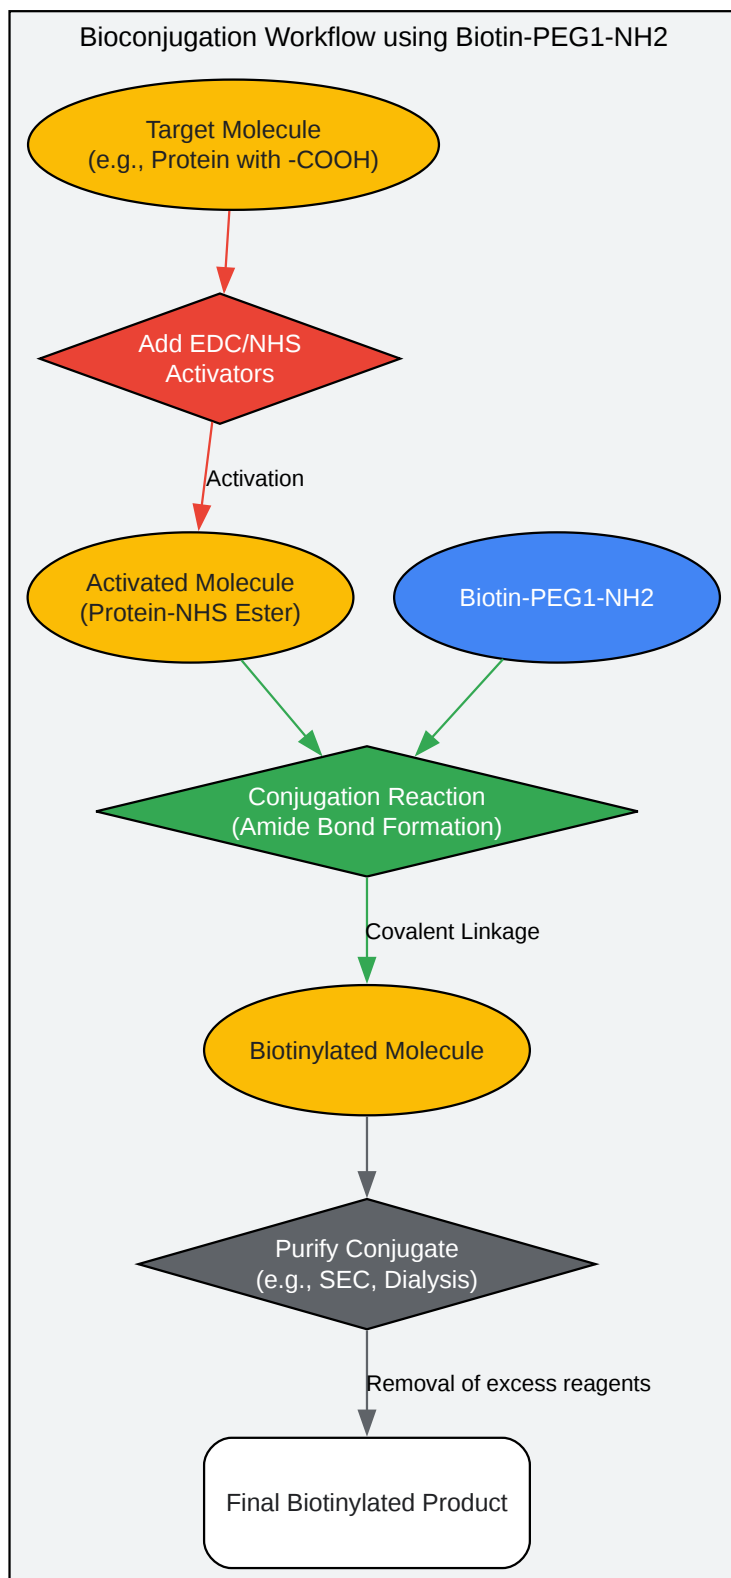 Bioconjugation Workflow using Biotin-PEG1-NH2
Target Molecule
(e.g., Protein with -COOH)
Add EDC/NHS
Activators
Activation
Activated Molecule
(Protein-NHS Ester)
Biotin-PEG1-NH2
Conjugation Reaction
(Amide Bond Formation)
Covalent Linkage
Biotinylated Molecule
Purify Conjugate
(e.g., SEC, Dialysis)
Removal of excess reagents
Final Biotinylated Product